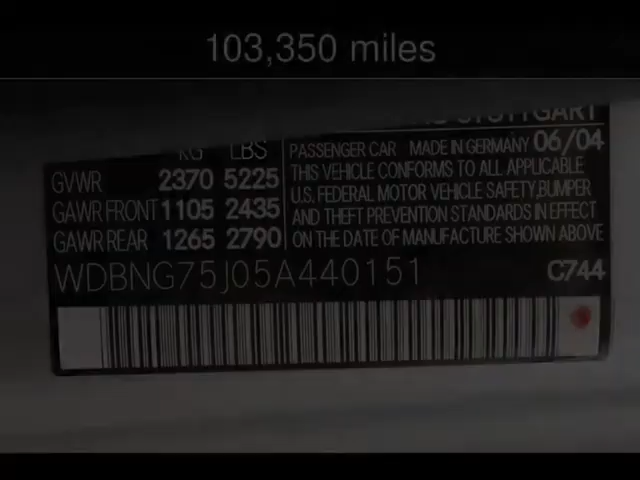 103,350 miles
STUTTGART
KG LBS
PASSENGER CAR MADE IN GERMANY 06/04
GVWR 2370 5225
THIS VEHICLE CONFORMS TO ALL APPLICABLE
U.S. FEDERAL MOTOR VEHICLE SAFETY, BUMPER
GAWR FRONT 1105 2435
AND THEFT PREVENTION STANDARDS IN EFFECT
GAWR REAR 1265 2790
ON THE DATE OF MANUFACTURE SHOWN ABOVE
WDBNG75J05A440151 C744